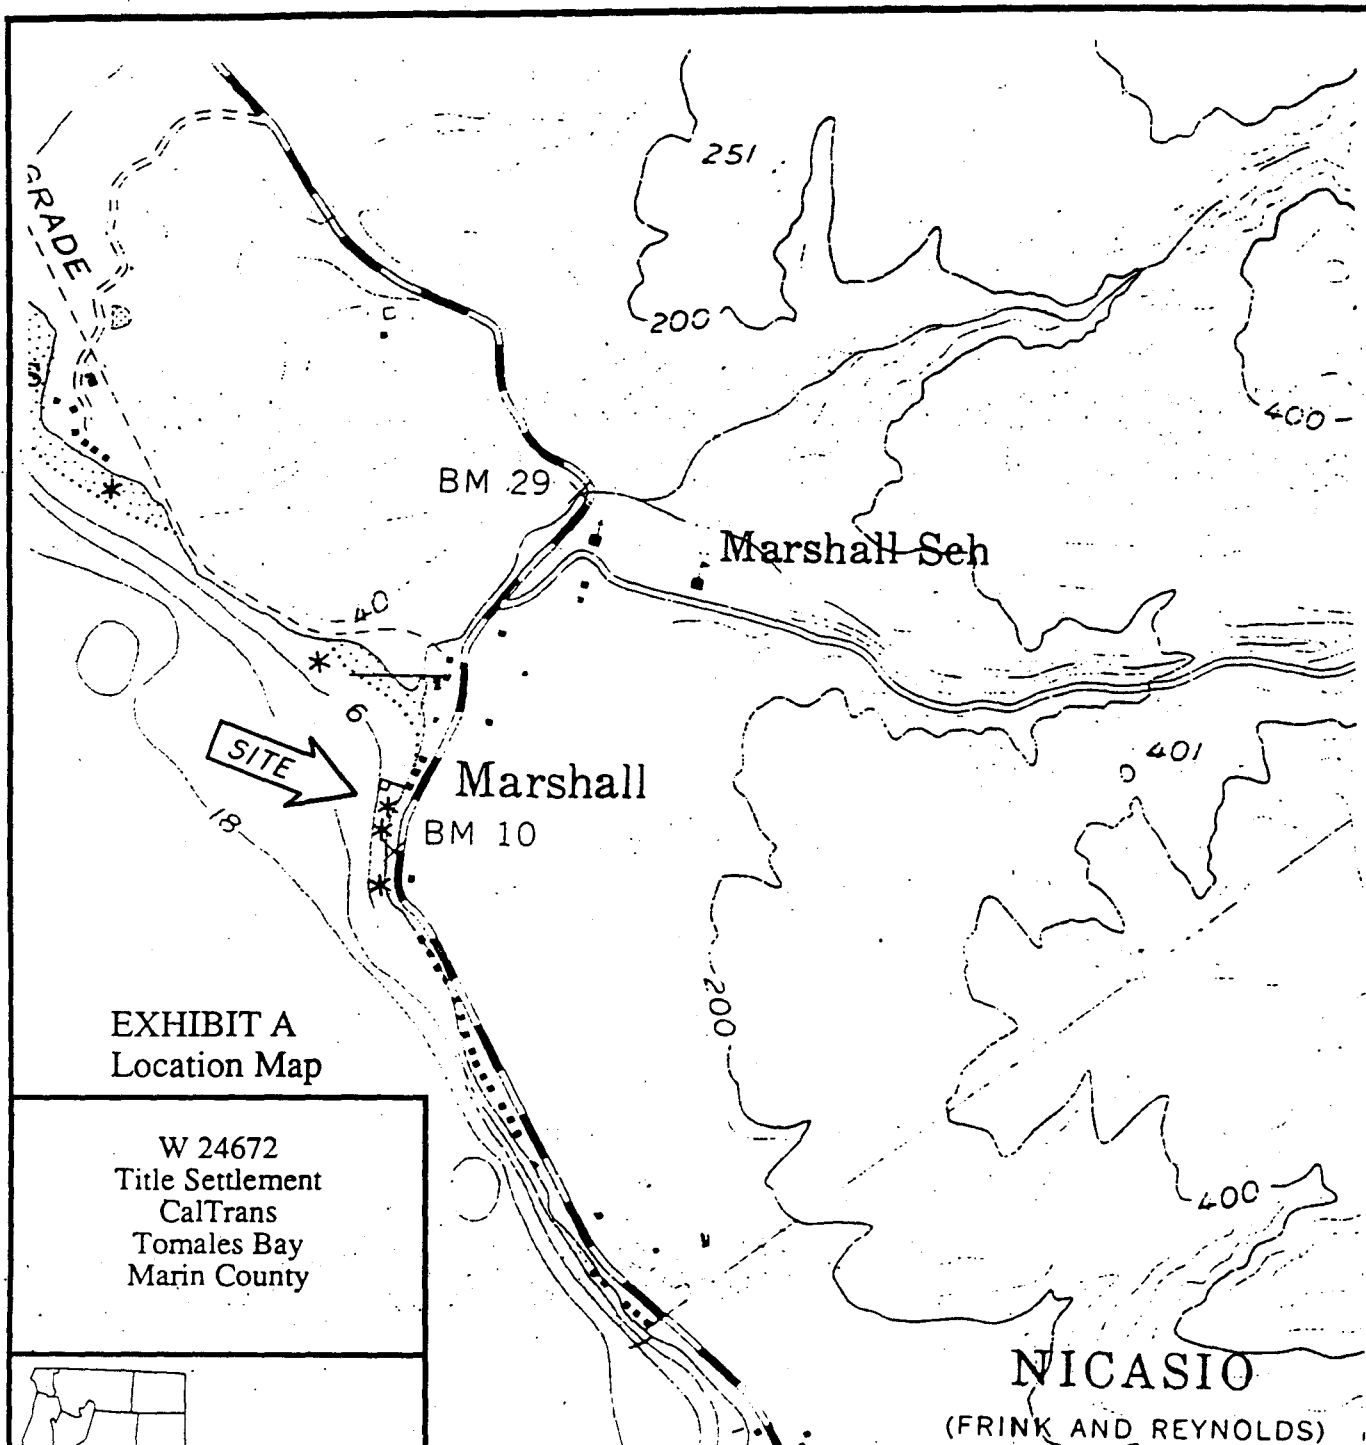 251
GRADE
200
400
S
BM 29
Marshall Sch
40
6
SITE
Marshall
401
18
BM 10
200
EXHIBIT A
Location Map
W 24672
Title Settlement
CalTrans
Tomales Bay
Marin County
400
NICASIO
(FRINK AND REYNOLDS)